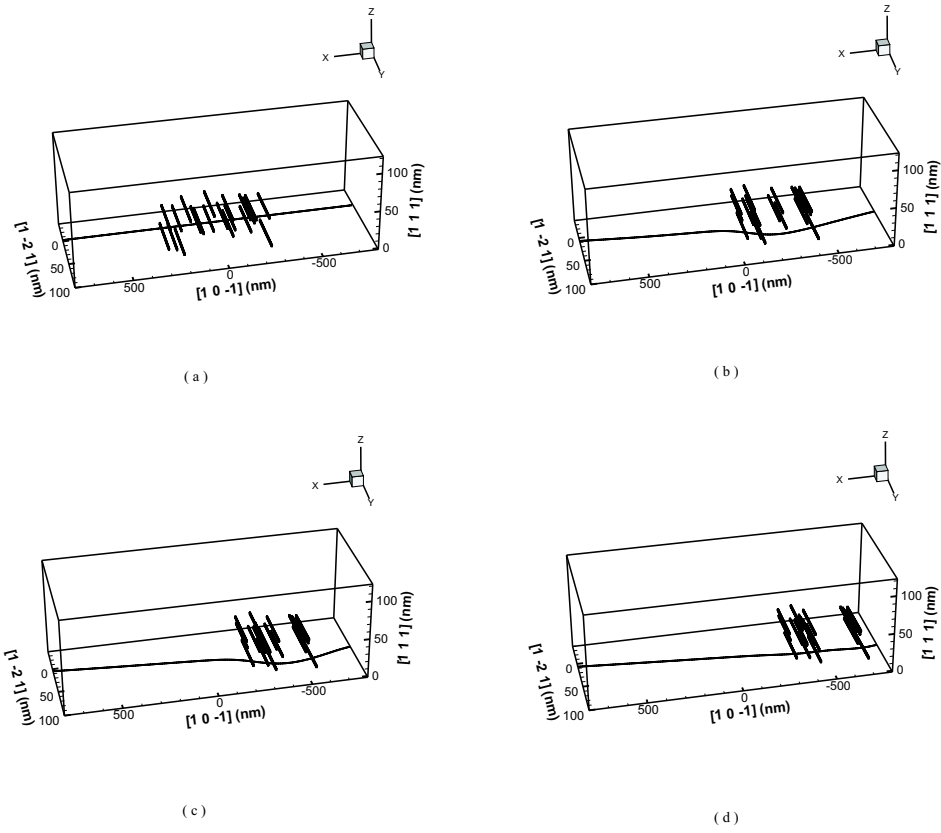 Z
X
Y
100
50
0
[1 1 1] (nm)
[1 -2 1] (nm)
0
50
100
500
0
-500
[1 0 -1] (nm)
( a )
Z
X
Y
100
50
0
[1 1 1] (nm)
[1 -2 1] (nm)
0
50
100
500
0
-500
[1 0 -1] (nm)
( b )
Z
X
Y
100
50
0
[1 1 1] (nm)
[1 -2 1] (nm)
0
50
100
500
0
-500
[1 0 -1] (nm)
( c )
Z
X
Y
100
50
0
[1 1 1] (nm)
[1 -2 1] (nm)
0
50
100
500
0
-500
[1 0 -1] (nm)
( d )